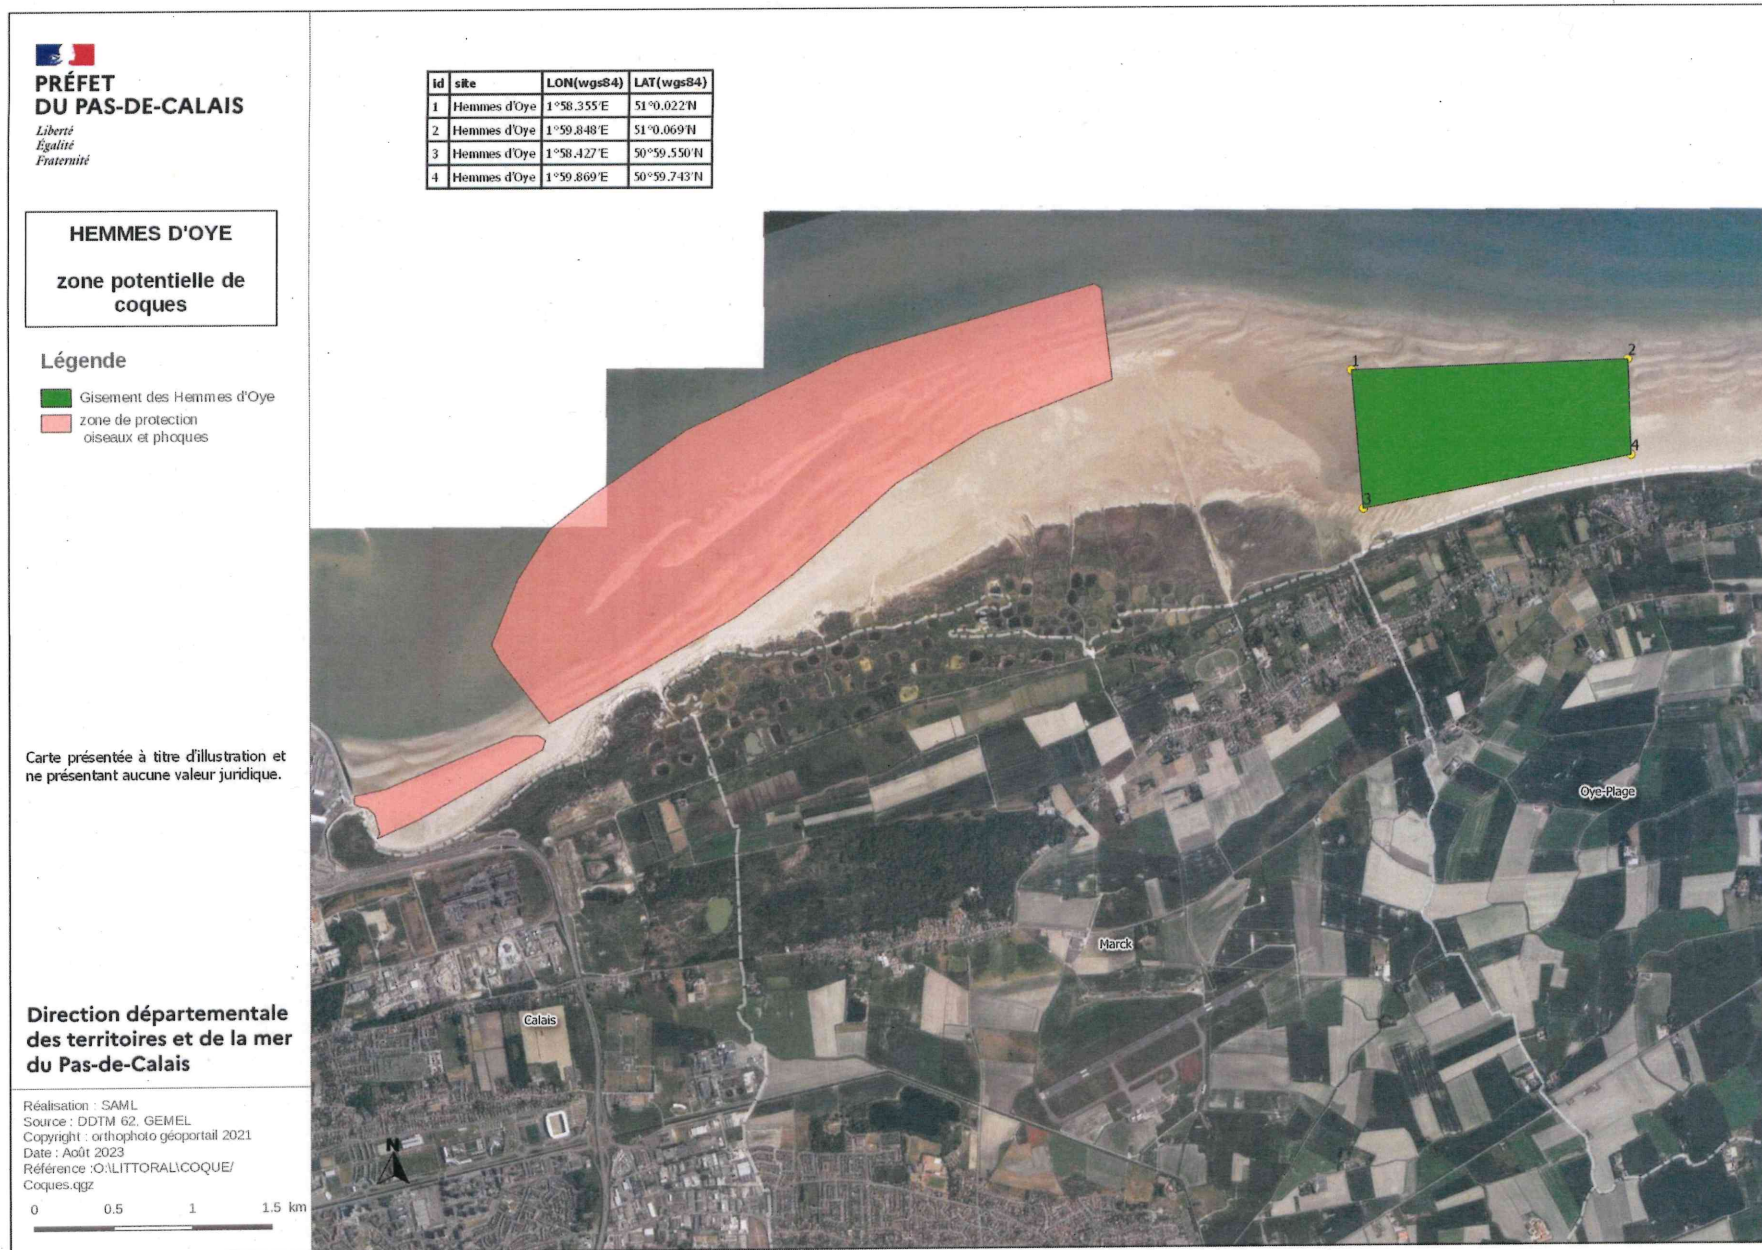 PRÉFET
DU PAS-DE-CALAIS
Liberté
Égalité
Fraternité
HEMMES D'OYE
zone potentielle de
coques
Légende
Gisement des Hemmes d'Oye
zone de protection
oiseaux et phoques
Carte présentée à titre d'illustration et
ne présentant aucune valeur juridique.
Direction départementale
des territoires et de la mer
du Pas-de-Calais
Réalisation : SAML
Source : DDTM 62, GEMEL
Copyright : orthophoto géoportail 2021
Date : Août 2023
Référence :O:\LITTORAL\COQUE/
Coques.qgz
0 0.5 1 1.5 km
id site LON(wgs84) LAT(wgs84)
1 Hemmes d'Oye 1°58.355'E 51°0.022'N
2 Hemmes d'Oye 1°59.848'E 51°0.069'N
3 Hemmes d'Oye 1°58.427'E 50°59.550'N
4 Hemmes d'Oye 1°59.869'E 50°59.743'N
1
2
4
3
Oye-Plage
Marck
Calais
N